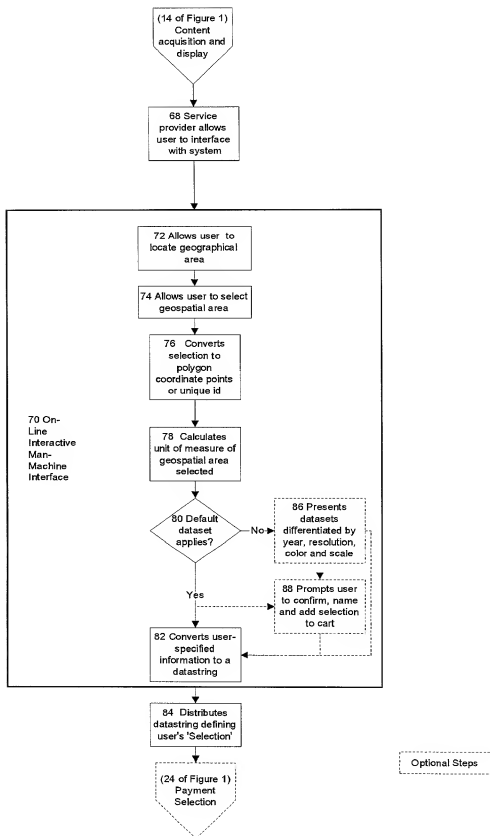 (14 of Figure 1)
Content
acquisition and
display
68 Service
provider allows
user to interface
with system
72 Allows user to
locate geographical
area
74 Allows user to select
geospatial area
76 Converts
selection to
polygon
coordinate points
or unique id
70 On-
Line
Interactive
Man-
Machine
Interface
78 Calculates
unit of measure of
geospatial area
selected
80 Default
dataset
applies?
No
86 Presents
datasets
differentiated by
year, resolution,
color and scale
Yes
88 Prompts user
to confirm, name
and add selection
to cart
82 Converts user-
specified
information to a
datastring
84 Distributes
datastring defining
user's 'Selection'
(24 of Figure 1)
Payment
Selection
Optional Steps